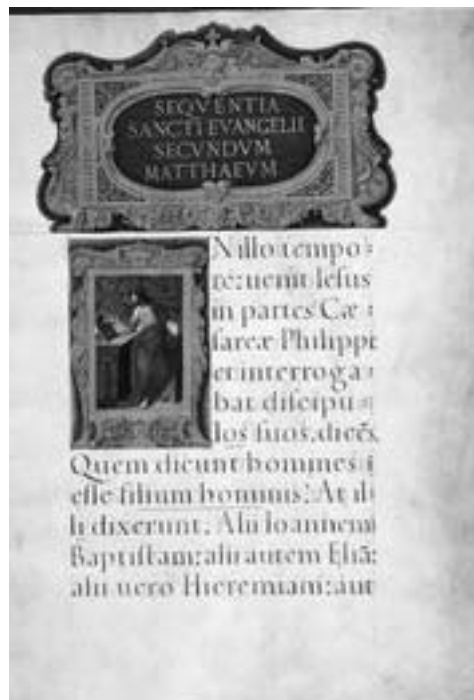 SEQVENTIA
SANCTI EVANGELII
SECVNDVM
MATTHAEVM
N illo tempo
re: uenit Iesus
in partes Cæ
sareæ Philippi
et interroga
bat discipu
los suos, dicēs,
Quem dicunt homines
esse filium hominis? At il
li dixerunt. Alii Ioannem
Baptistam: alii autem Eliā:
alii uero Hieremiam: aut